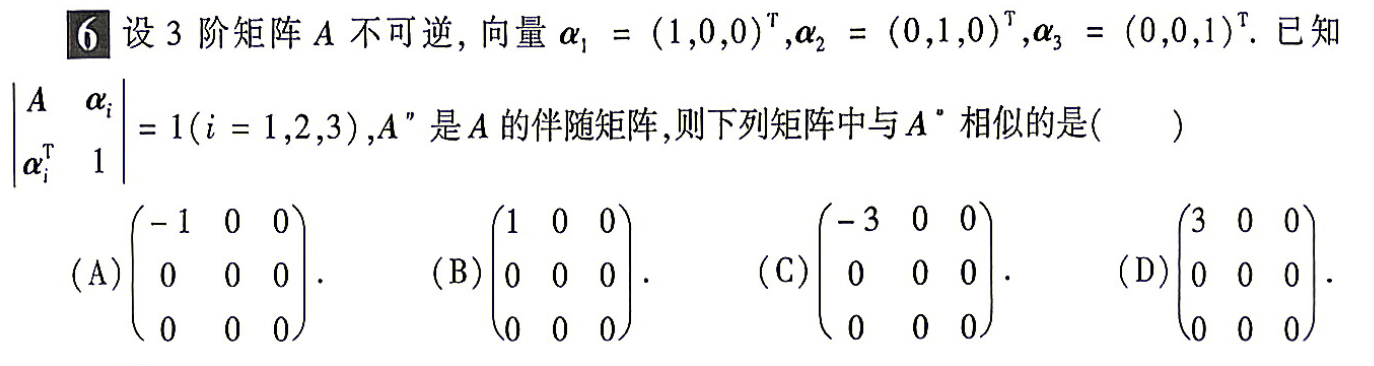 6 设 3 阶矩阵 A 不可逆, 向量 α₁ = (1,0,0)ᵀ,α₂ = (0,1,0)ᵀ,α₃ = (0,0,1)ᵀ. 已知
| A αᵢ ; αᵢᵀ 1 | = 1(i = 1,2,3),A" 是 A 的伴随矩阵,则下列矩阵中与 A* 相似的是( )
(A) (-1 0 0 ; 0 0 0 ; 0 0 0). (B) (1 0 0 ; 0 0 0 ; 0 0 0). (C) (-3 0 0 ; 0 0 0 ; 0 0 0). (D) (3 0 0 ; 0 0 0 ; 0 0 0).